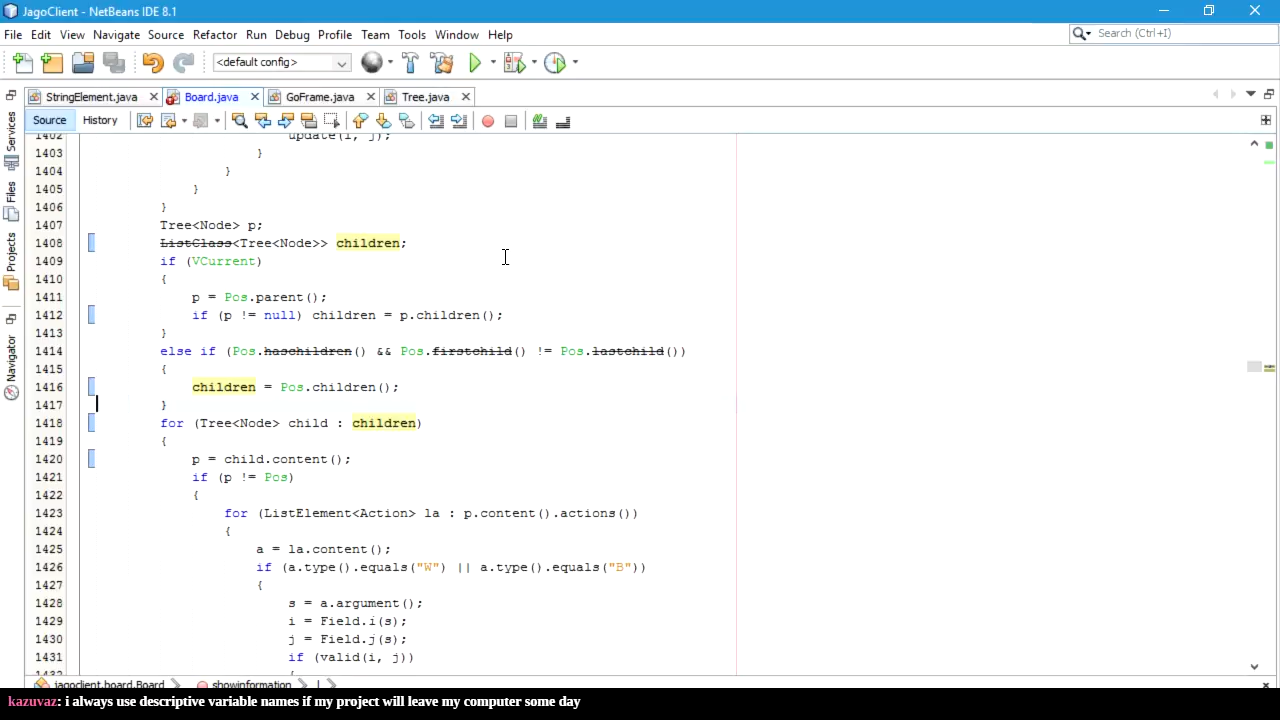 JagoClient - NetBeans IDE 8.1
File Edit View Navigate Source Refactor Run Debug Profile Team Tools Window Help
Search (Ctrl+I)
<default config>
StringElement.java Board.java GoFrame.java Tree.java
Source History
Services
Files
Projects
Navigator
1402 update(i, j);
1403 }
1404 }
1405 }
1406 }
1407 Tree<Node> p;
1408 ListClass<Tree<Node>> children;
1409 if (VCurrent)
1410 {
1411 p = Pos.parent();
1412 if (p != null) children = p.children();
1413 }
1414 else if (Pos.haschildren() && Pos.firstchild() != Pos.lastchild())
1415 {
1416 children = Pos.children();
1417 }
1418 for (Tree<Node> child : children)
1419 {
1420 p = child.content();
1421 if (p != Pos)
1422 {
1423 for (ListElement<Action> la : p.content().actions())
1424 {
1425 a = la.content();
1426 if (a.type().equals("W") || a.type().equals("B"))
1427 {
1428 s = a.argument();
1429 i = Field.i(s);
1430 j = Field.j(s);
1431 if (valid(i, j))
1432 {
jagoclient.board.Board showinformation
kazuvaz: i always use descriptive variable names if my project will leave my computer some day